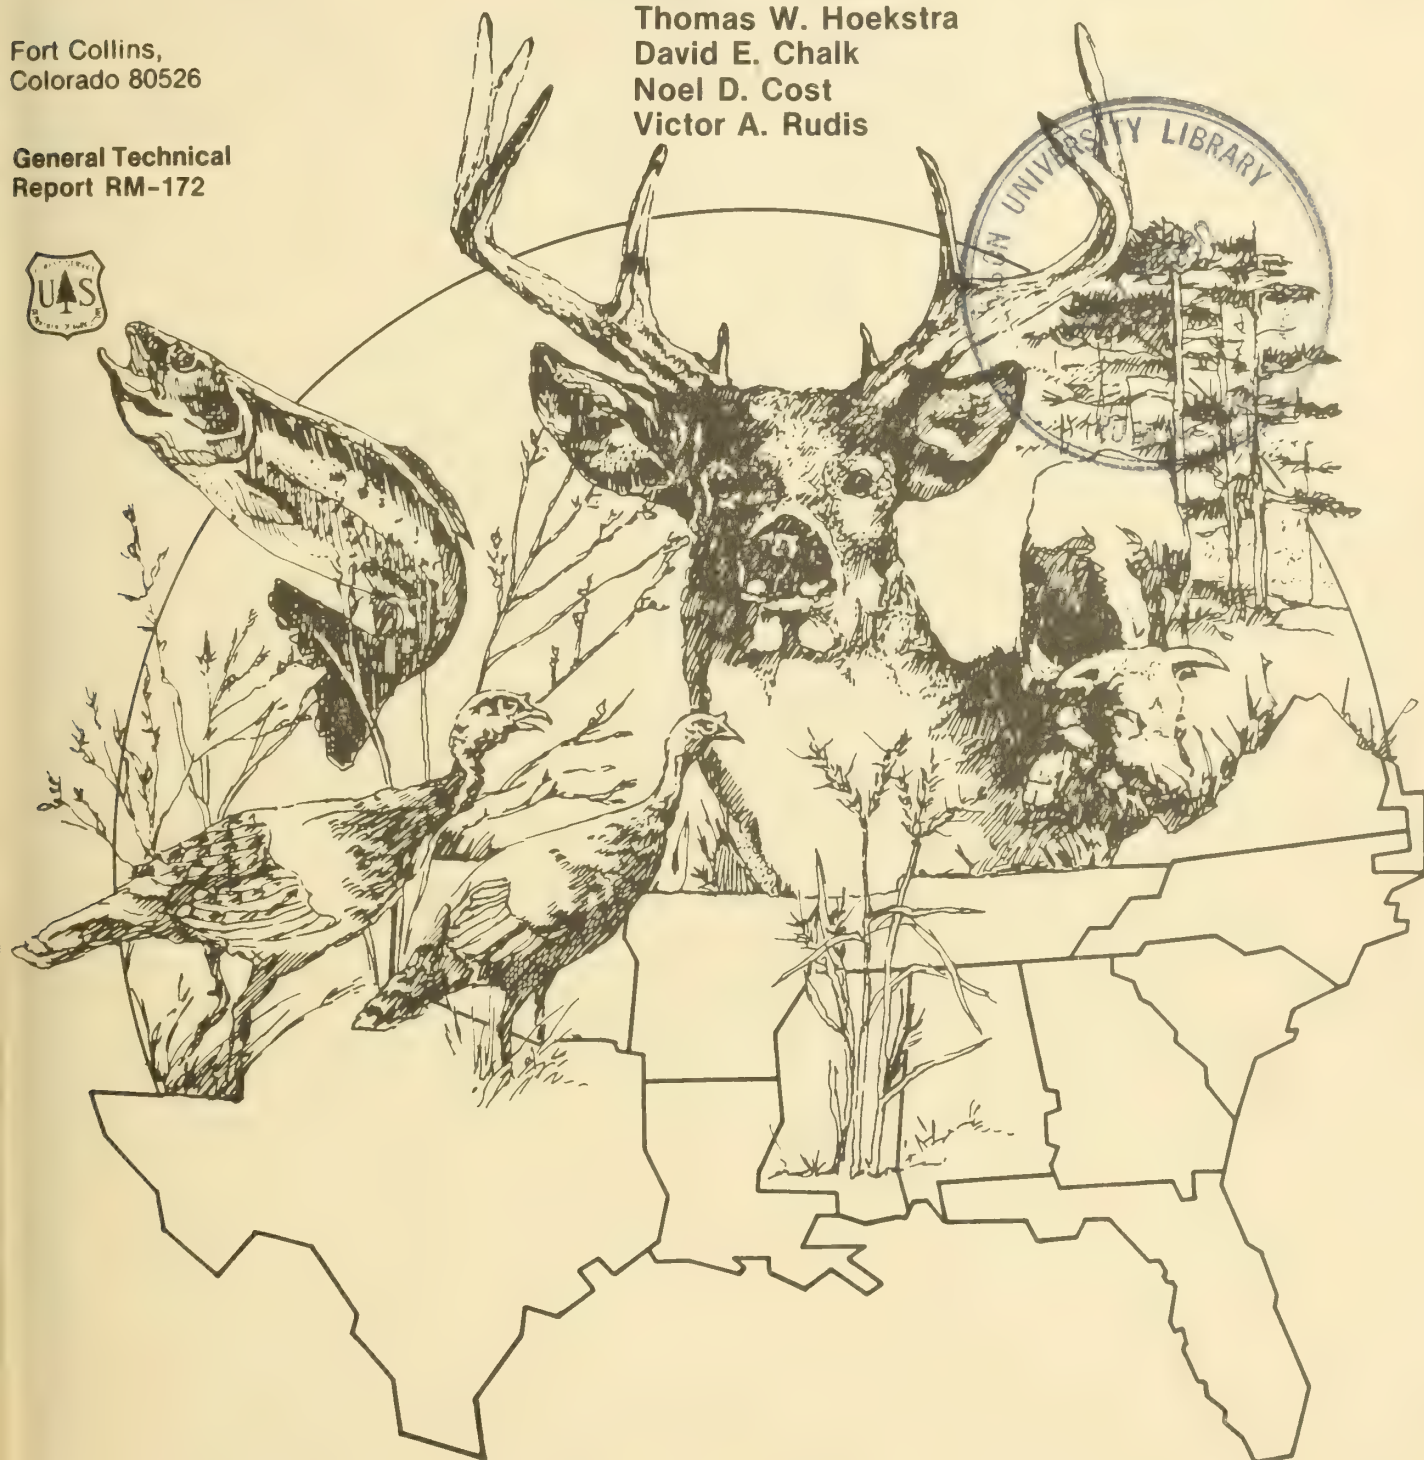 Fort Collins,
Colorado 80526
General Technical
Report RM-172
Thomas W. Hoekstra
David E. Chalk
Noel D. Cost
Victor A. Rudis
UNIVERSITY LIBRARY
U S